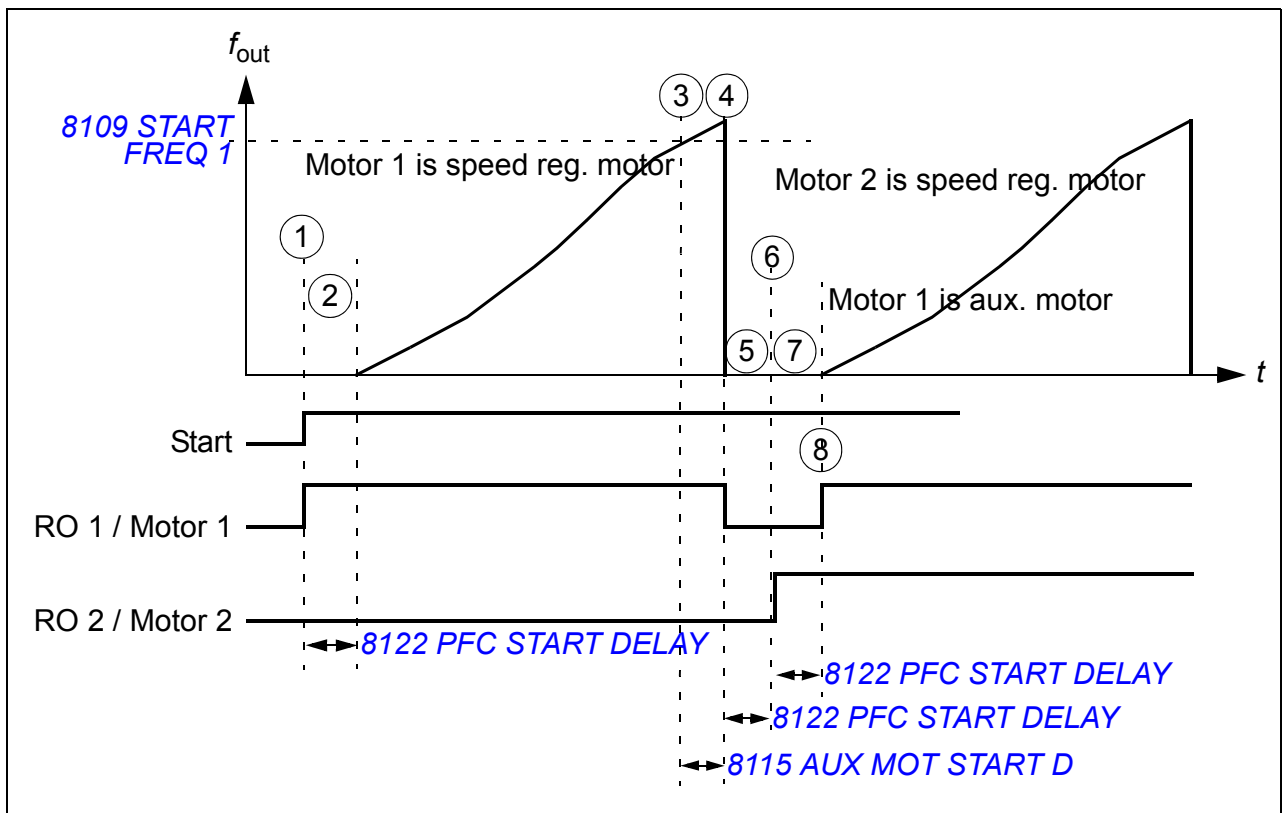 fout
8109 START
FREQ 1
3
4
Motor 1 is speed reg. motor
Motor 2 is speed reg. motor
1
2
6
Motor 1 is aux. motor
5
7
t
Start
8
RO 1 / Motor 1
RO 2 / Motor 2
8122 PFC START DELAY
8122 PFC START DELAY
8122 PFC START DELAY
8115 AUX MOT START D